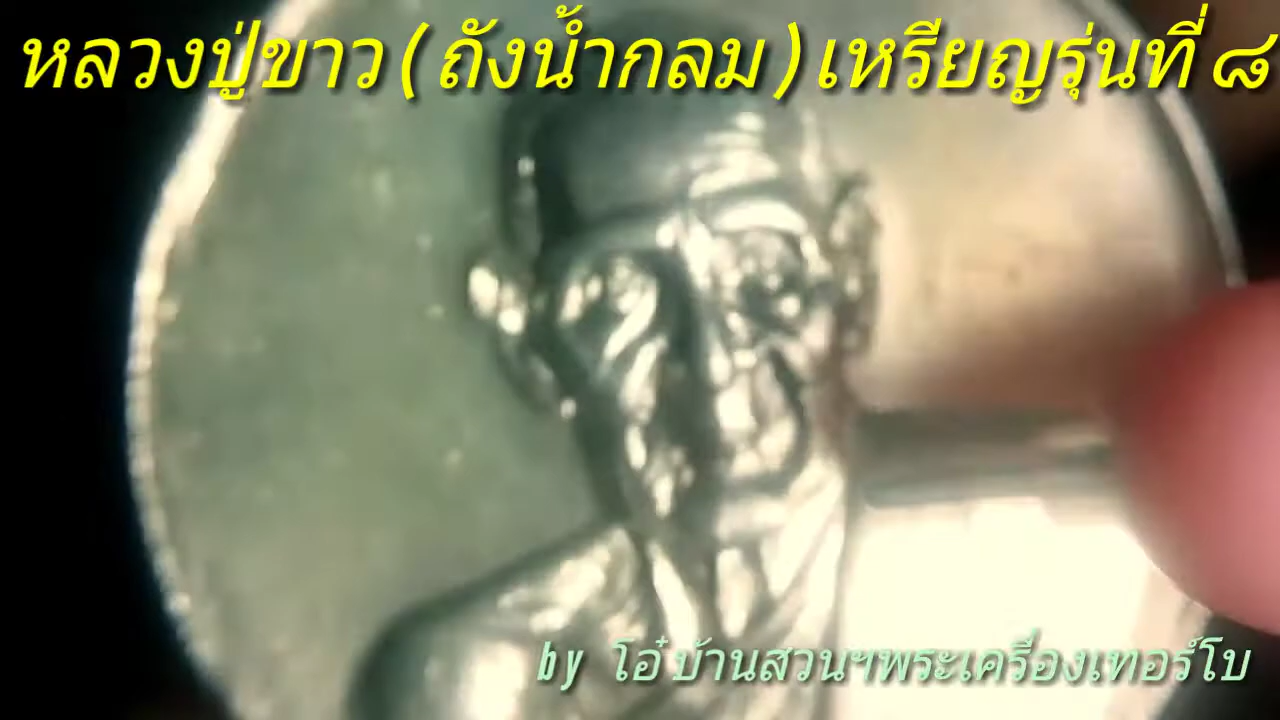 หลวงปู่ขาว(ถังน้ำกลม)เหรียญรุ่นที่ ๘
by โอ๋ บ้านสวนฯพระเครื่องเทอร์โบ